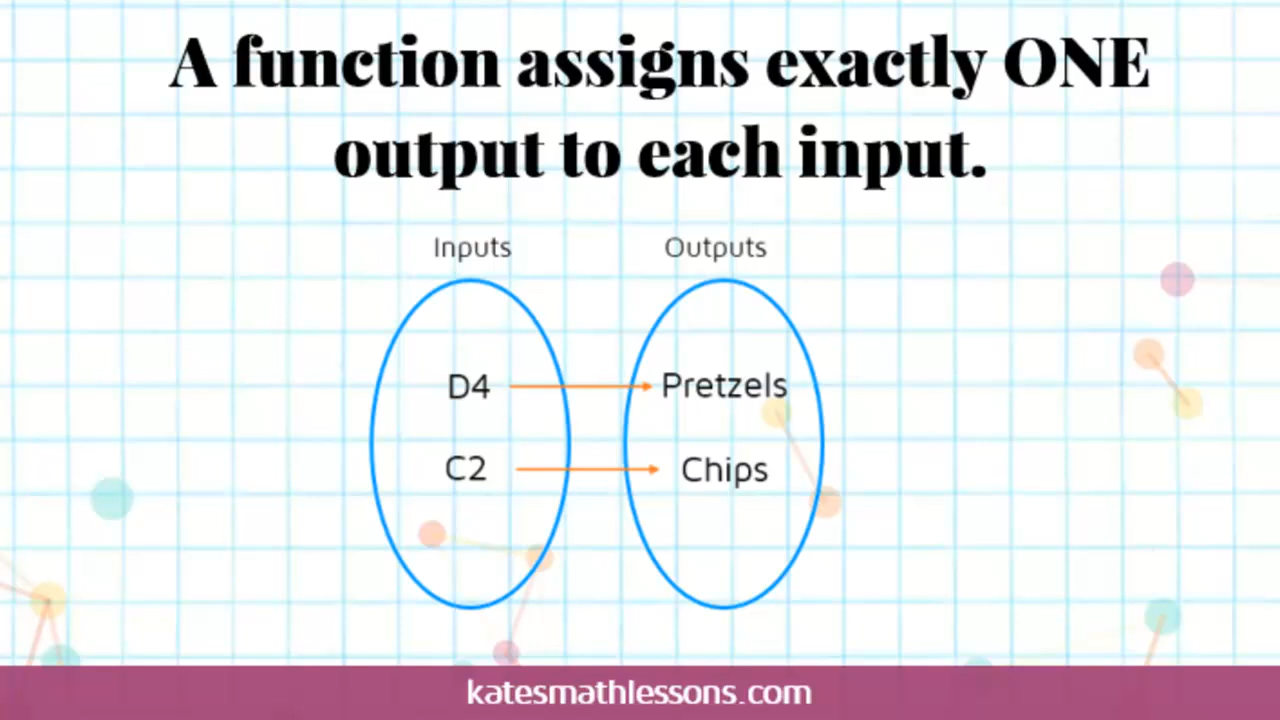 A function assigns exactly ONE
output to each input.
Inputs Outputs
D4 Pretzels
C2 Chips
katesmathlessons.com